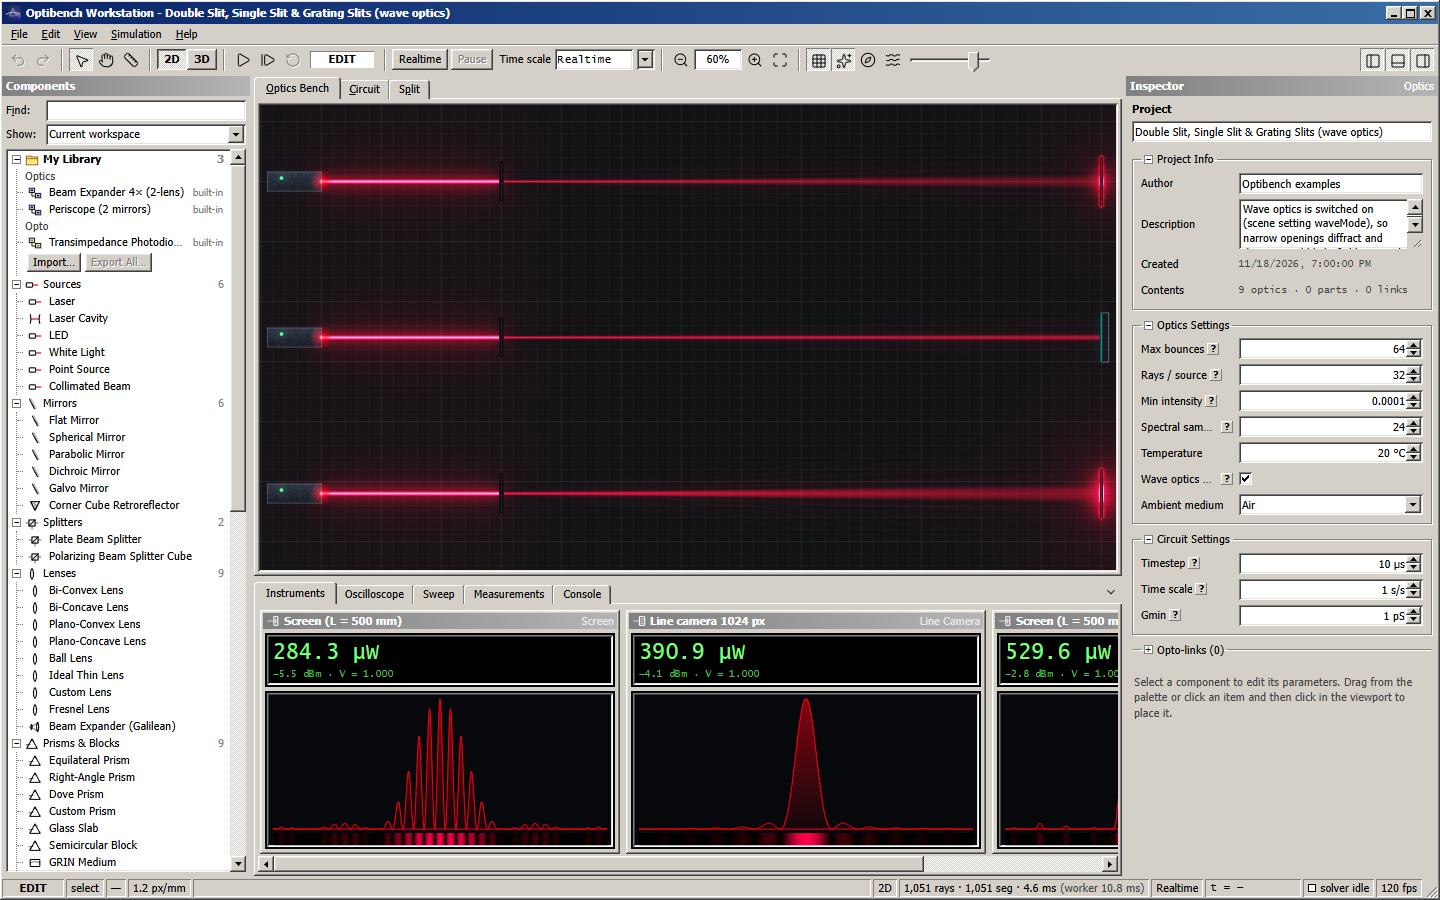 Optibench Workstation - Double Slit, Single Slit & Grating Slits (wave optics)
File Edit View Simulation Help
2D 3D EDIT Realtime Pause Time scale Realtime 60%
Components
Find:
Show: Current workspace
My Library 3
Optics
Beam Expander 4× (2-lens) built-in
Periscope (2 mirrors) built-in
Opto
Transimpedance Photodio... built-in
Import... Export All...
Sources 6
Laser
Laser Cavity
LED
White Light
Point Source
Collimated Beam
Mirrors 6
Flat Mirror
Spherical Mirror
Parabolic Mirror
Dichroic Mirror
Galvo Mirror
Corner Cube Retroreflector
Splitters 2
Plate Beam Splitter
Polarizing Beam Splitter Cube
Lenses 9
Bi-Convex Lens
Bi-Concave Lens
Plano-Convex Lens
Plano-Concave Lens
Ball Lens
Ideal Thin Lens
Custom Lens
Fresnel Lens
Beam Expander (Galilean)
Prisms & Blocks 9
Equilateral Prism
Right-Angle Prism
Dove Prism
Custom Prism
Glass Slab
Semicircular Block
GRIN Medium
Optics Bench Circuit Split
Instruments Oscilloscope Sweep Measurements Console
Screen (L = 500 mm) Screen
284.3 µW
−5.5 dBm · V = 1.000
Line camera 1024 px Line Camera
390.9 µW
−4.1 dBm · V = 1.000
Screen (L = 500 m
529.6 µW
−2.8 dBm · V = 1.00
Inspector Optics
Project
Double Slit, Single Slit & Grating Slits (wave optics)
Project Info
Author Optibench examples
Description Wave optics is switched on
(scene setting waveMode), so
narrow openings diffract and
Created 11/18/2026, 7:00:00 PM
Contents 9 optics · 0 parts · 0 links
Optics Settings
Max bounces ? 64
Rays / source ? 32
Min intensity ? 0.0001
Spectral sam... ? 24
Temperature 20 °C
Wave optics ... ?
Ambient medium Air
Circuit Settings
Timestep ? 10 µs
Time scale ? 1 s/s
Gmin ? 1 pS
Opto-links (0)
Select a component to edit its parameters. Drag from the
palette or click an item and then click in the viewport to
place it.
EDIT select — 1.2 px/mm 2D 1,051 rays · 1,051 seg · 4.6 ms (worker 10.8 ms) Realtime t = − solver idle 120 fps